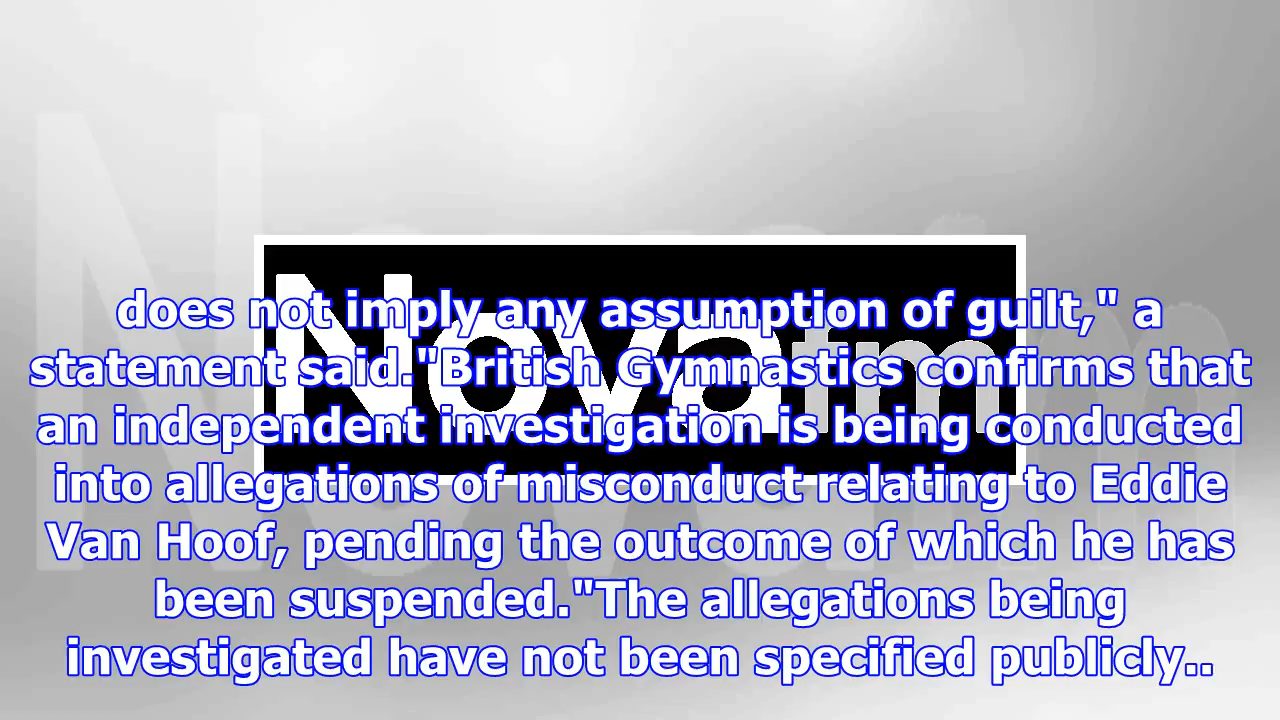 Novafm
does not imply any assumption of guilt," a
statement said."British Gymnastics confirms that
an independent investigation is being conducted
into allegations of misconduct relating to Eddie
Van Hoof, pending the outcome of which he has
been suspended."The allegations being
investigated have not been specified publicly..